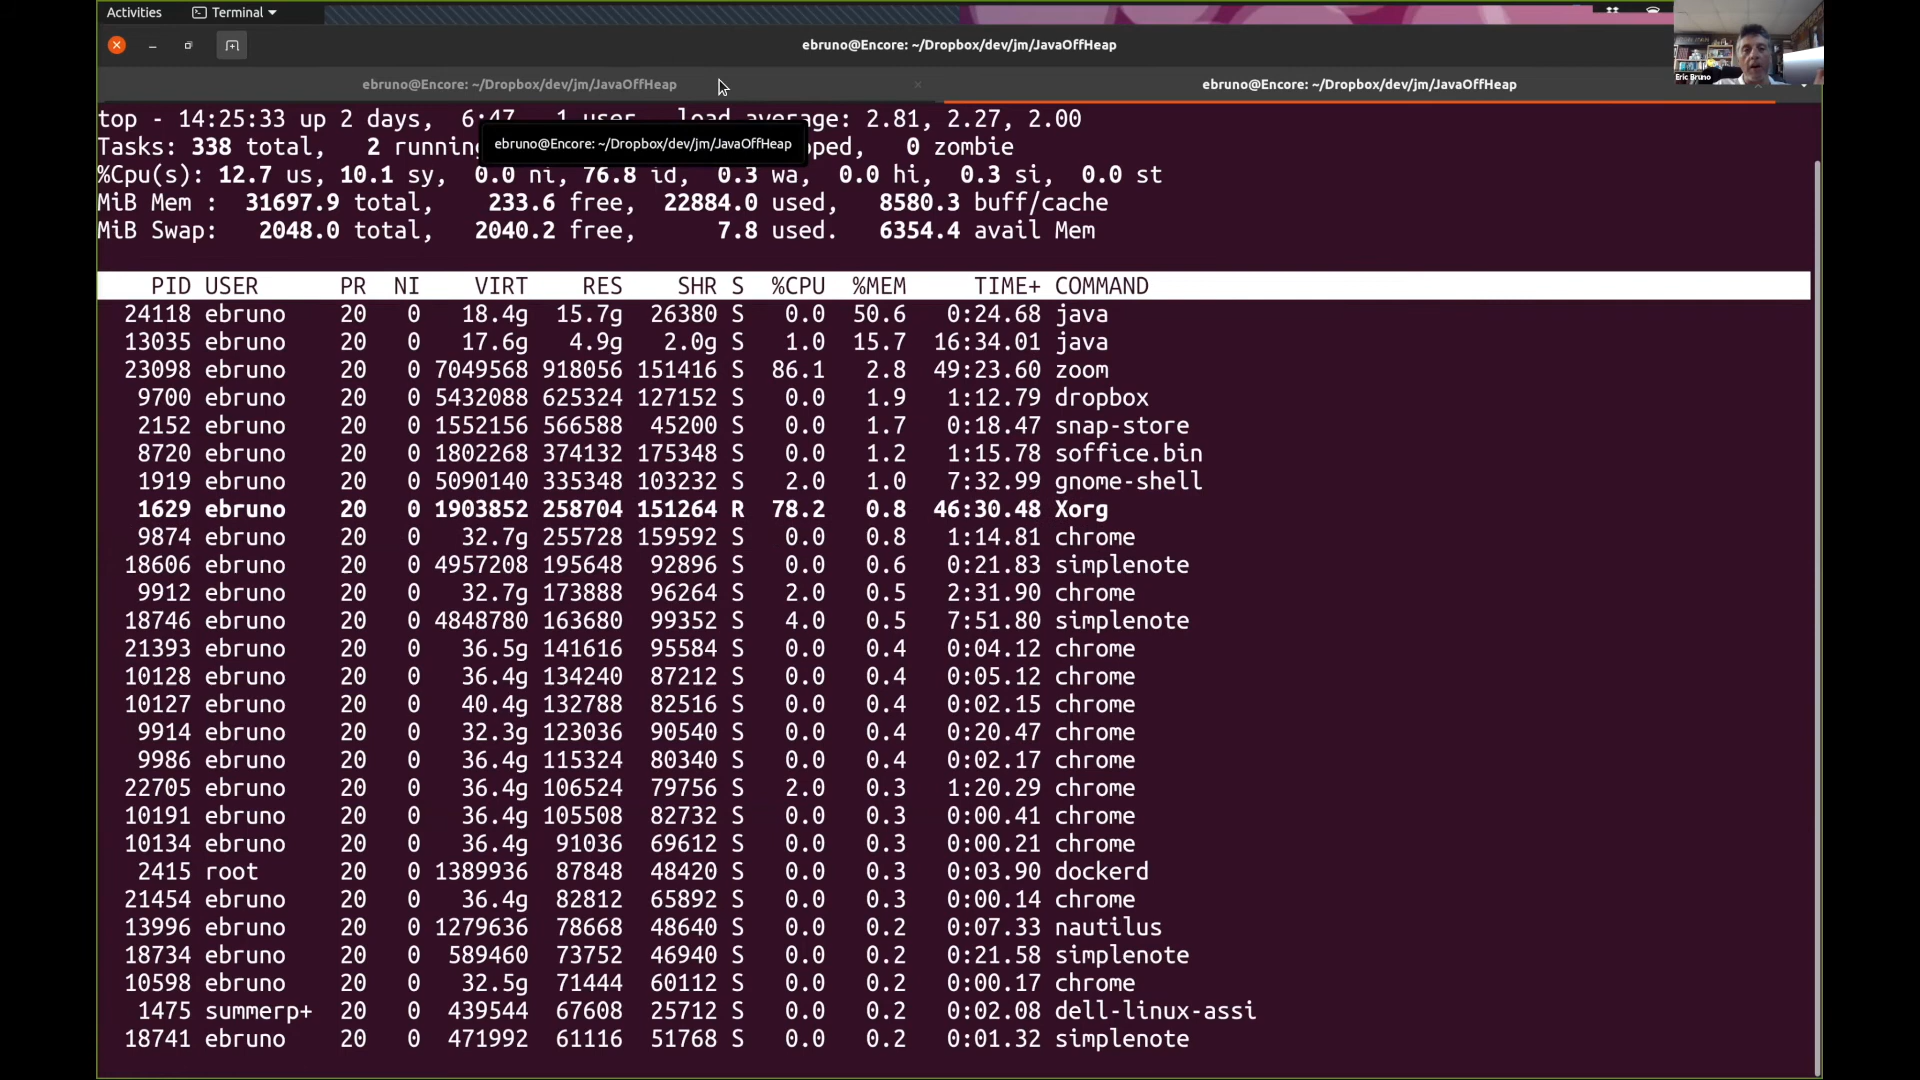 Activities Terminal
ebruno@Encore: ~/Dropbox/dev/jm/JavaOffHeap
ebruno@Encore: ~/Dropbox/dev/jm/JavaOffHeap ebruno@Encore: ~/Dropbox/dev/jm/JavaOffHeap
Eric Bruno
top - 14:25:33 up 2 days, 6:47, 1 user, load average: 2.81, 2.27, 2.00
ebruno@Encore: ~/Dropbox/dev/jm/JavaOffHeap
Tasks: 338 total, 2 running 0 zombie
%Cpu(s): 12.7 us, 10.1 sy, 0.0 ni, 76.8 id, 0.3 wa, 0.0 hi, 0.3 si, 0.0 st
MiB Mem : 31697.9 total, 233.6 free, 22884.0 used, 8580.3 buff/cache
MiB Swap: 2048.0 total, 2040.2 free, 7.8 used. 6354.4 avail Mem
PID USER PR NI VIRT RES SHR S %CPU %MEM TIME+ COMMAND
24118 ebruno 20 0 18.4g 15.7g 26380 S 0.0 50.6 0:24.68 java
13035 ebruno 20 0 17.6g 4.9g 2.0g S 1.0 15.7 16:34.01 java
23098 ebruno 20 0 7049568 918056 151416 S 86.1 2.8 49:23.60 zoom
9700 ebruno 20 0 5432088 625324 127152 S 0.0 1.9 1:12.79 dropbox
2152 ebruno 20 0 1552156 566588 45200 S 0.0 1.7 0:18.47 snap-store
8720 ebruno 20 0 1802268 374132 175348 S 0.0 1.2 1:15.78 soffice.bin
1919 ebruno 20 0 5090140 335348 103232 S 2.0 1.0 7:32.99 gnome-shell
1629 ebruno 20 0 1903852 258704 151264 R 78.2 0.8 46:30.48 Xorg
9874 ebruno 20 0 32.7g 255728 159592 S 0.0 0.8 1:14.81 chrome
18606 ebruno 20 0 4957208 195648 92896 S 0.0 0.6 0:21.83 simplenote
9912 ebruno 20 0 32.7g 173888 96264 S 2.0 0.5 2:31.90 chrome
18746 ebruno 20 0 4848780 163680 99352 S 4.0 0.5 7:51.80 simplenote
21393 ebruno 20 0 36.5g 141616 95584 S 0.0 0.4 0:04.12 chrome
10128 ebruno 20 0 36.4g 134240 87212 S 0.0 0.4 0:05.12 chrome
10127 ebruno 20 0 40.4g 132788 82516 S 0.0 0.4 0:02.15 chrome
9914 ebruno 20 0 32.3g 123036 90540 S 0.0 0.4 0:20.47 chrome
9986 ebruno 20 0 36.4g 115324 80340 S 0.0 0.4 0:02.17 chrome
22705 ebruno 20 0 36.4g 106524 79756 S 2.0 0.3 1:20.29 chrome
10191 ebruno 20 0 36.4g 105508 82732 S 0.0 0.3 0:00.41 chrome
10134 ebruno 20 0 36.4g 91036 69612 S 0.0 0.3 0:00.21 chrome
2415 root 20 0 1389936 87848 48420 S 0.0 0.3 0:03.90 dockerd
21454 ebruno 20 0 36.4g 82812 65892 S 0.0 0.3 0:00.14 chrome
13996 ebruno 20 0 1279636 78668 48640 S 0.0 0.2 0:07.33 nautilus
18734 ebruno 20 0 589460 73752 46940 S 0.0 0.2 0:21.58 simplenote
10598 ebruno 20 0 32.5g 71444 60112 S 0.0 0.2 0:00.17 chrome
1475 summerp+ 20 0 439544 67608 25712 S 0.0 0.2 0:02.08 dell-linux-assi
18741 ebruno 20 0 471992 61116 51768 S 0.0 0.2 0:01.32 simplenote